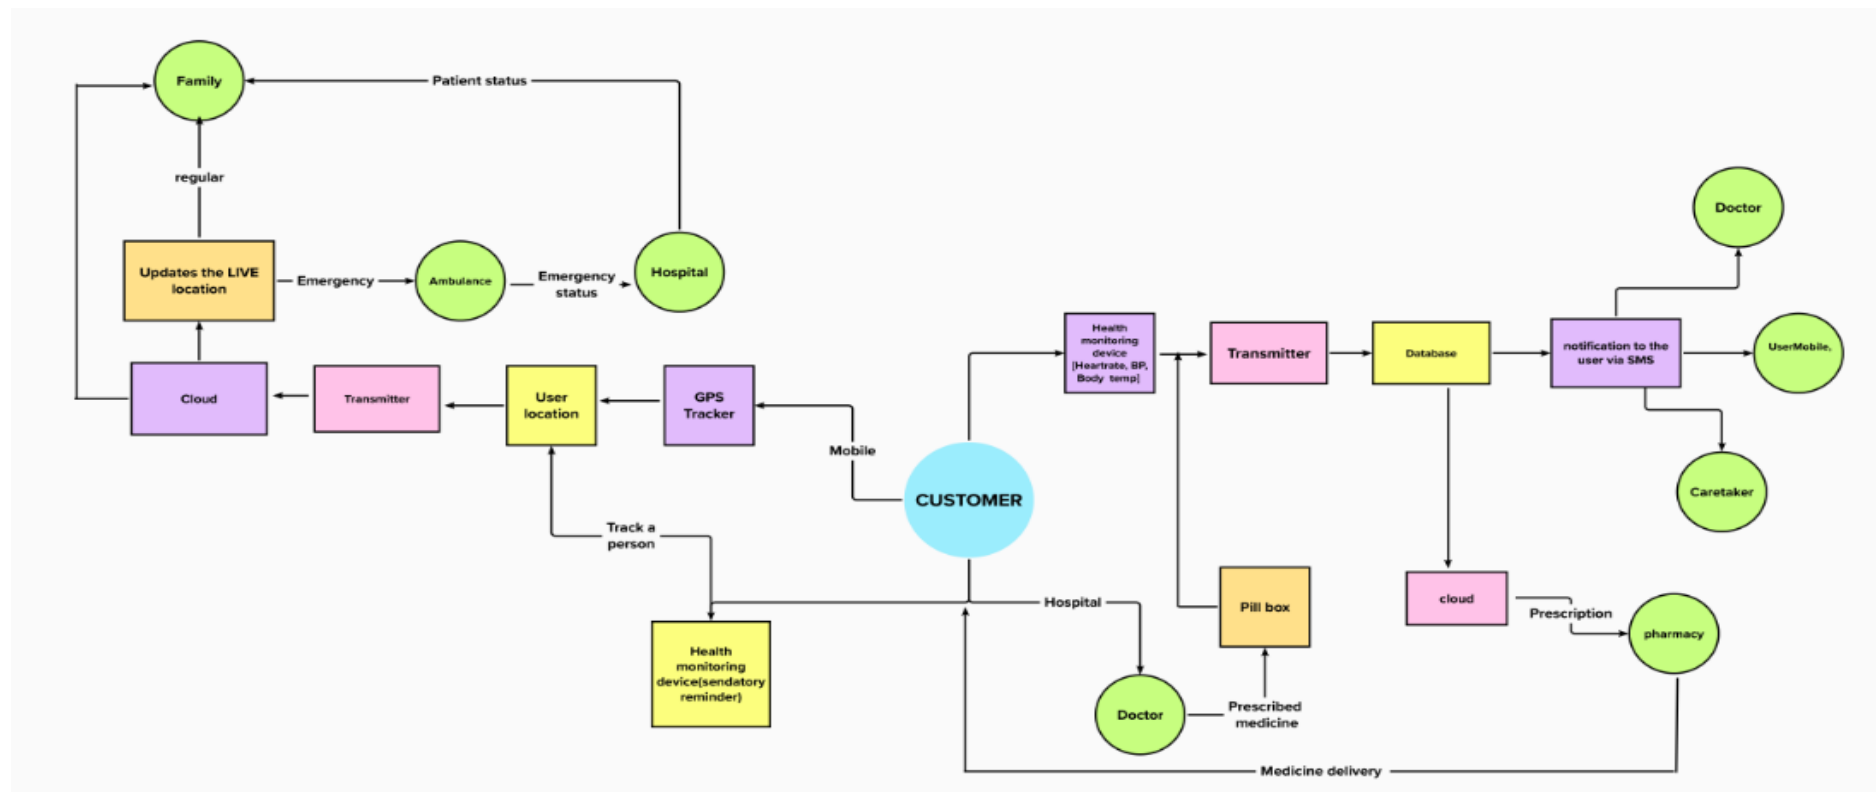 Family
Patient status
regular
Doctor
Updates the LIVE
location
Emergency
Ambulance
Emergency
status
Hospital
Health
monitoring
device
[Heartrate, BP,
Body temp]
Transmitter
Database
notification to the
user via SMS
UserMobile,
Cloud
Transmitter
User
location
GPS
Tracker
Mobile
CUSTOMER
Caretaker
Track a
person
Hospital
Pill box
cloud
Prescription
pharmacy
Health
monitoring
device(sendatory
reminder)
Doctor
Prescribed
medicine
Medicine delivery